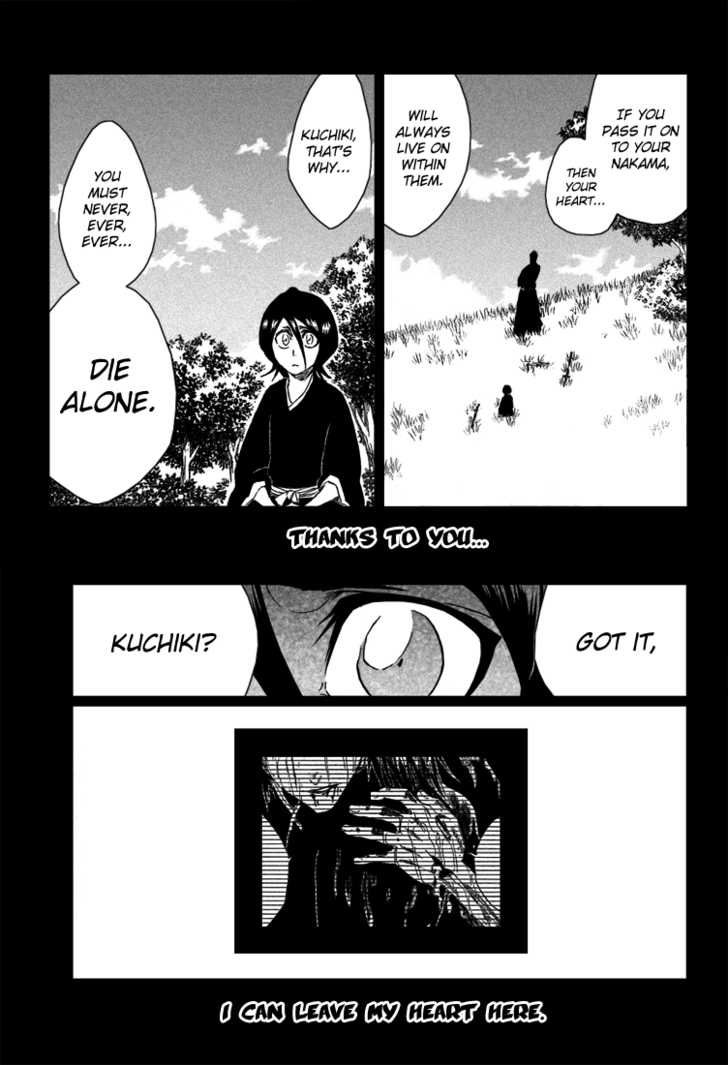 IF YOU
PASS IT ON
TO YOUR
NAKAMA,
THEN
YOUR
HEART...
WILL
ALWAYS
LIVE ON
WITHIN
THEM.
KUCHIKI,
THAT'S
WHY...
YOU
MUST
NEVER,
EVER,
EVER...
DIE
ALONE.
THANKS TO YOU...
GOT IT,
KUCHIKI?
I CAN LEAVE MY HEART HERE.